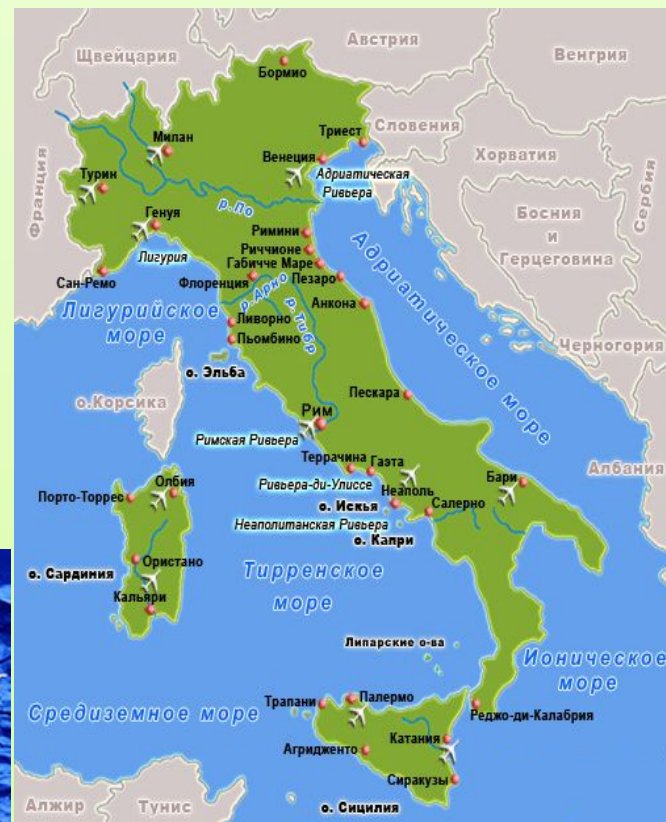 Швейцария
Австрия
Венгрия
Бормио
Франция
Милан
Турин
Венеция
Триест
Словения
Хорватия
Сербия
Адриатическая
Ривьера
р.По
Генуя
Лигурия
Римини
Риччионе
Габичче Маре
Флоренция
Пезаро
Сан-Ремо
р.Арно
р.Тибр
Анкона
Босния
и
Герцеговина
Адриатическое море
Лигурийское
море
Ливорно
Пьомбино
Черногория
о. Эльба
о.Корсика
Пескара
Рим
Римская Ривьера
Албания
Террачина
Гаэта
Ривьера-ди-Улиссе
Неаполь
Бари
Олбия
Порто-Торрес
о. Искья
Салерно
Неаполитанская Ривьера
о. Капри
Ористано
о. Сардиния
Кальяри
Тирренское
море
Липарские о-ва
Ионическое
море
Средиземное море
Трапани
Палермо
Реджо-ди-Калабрия
Агридженто
Катания
Сиракузы
Алжир
Тунис
о. Сицилия